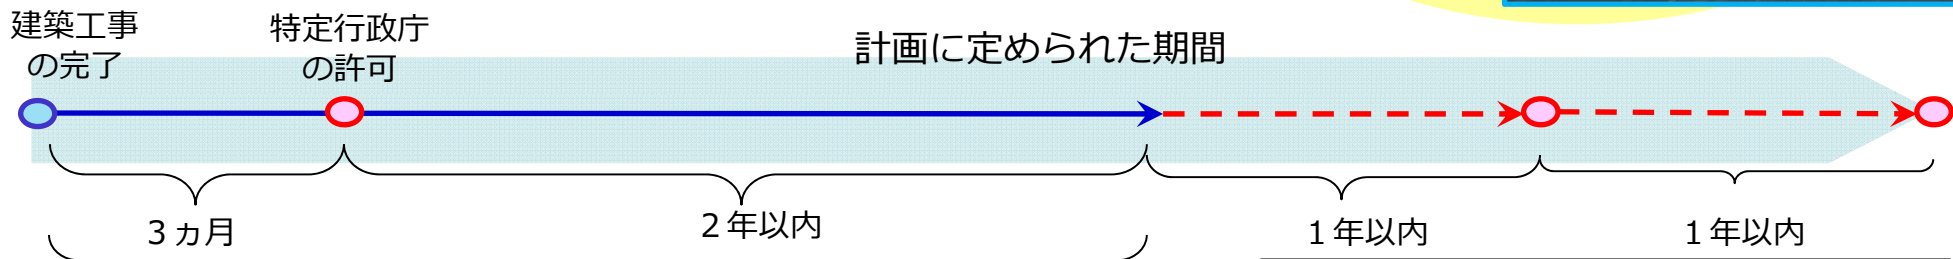 建築工事
の完了
特定行政庁
の許可
計画に定められた期間
３ヵ月
２年以内
１年以内
１年以内